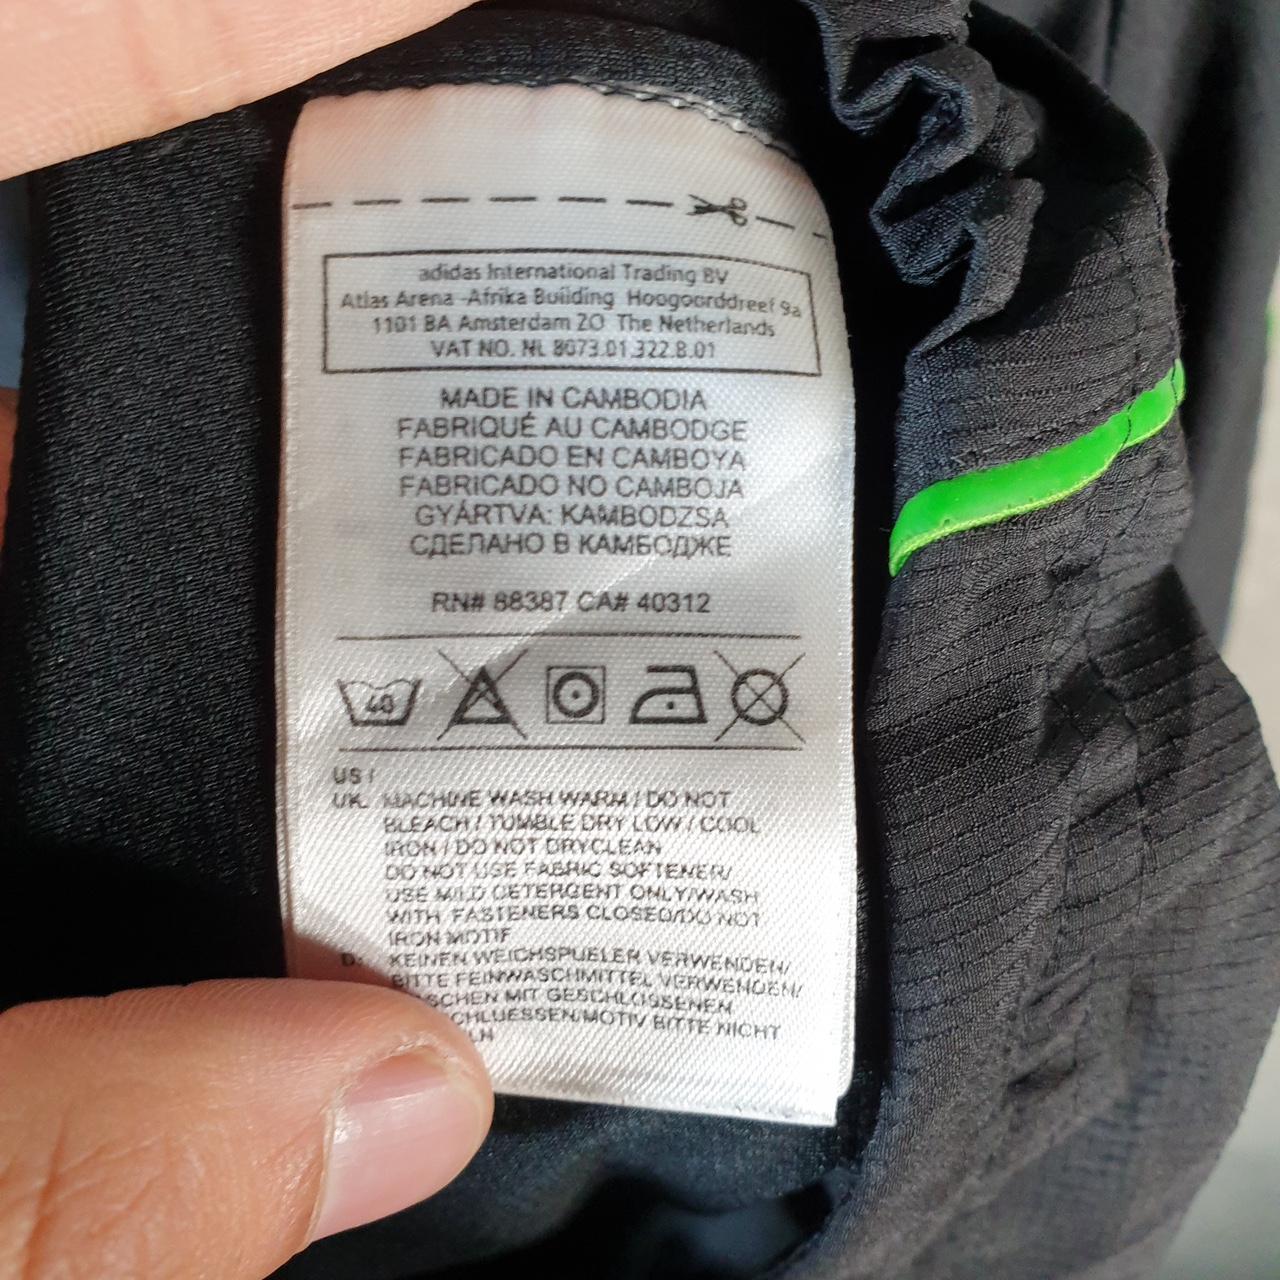 adidas International Trading BV
Atlas Arena -Afrika Building Hoogoorddreef 9a
1101 BA Amsterdam ZO The Netherlands
VAT NO. NL 8073.01.322.B.01
MADE IN CAMBODIA
FABRIQUÉ AU CAMBODGE
FABRICADO EN CAMBOYA
FABRICADO NO CAMBOJA
GYÁRTVA: KAMBODZSA
СДЕЛАНО В КАМБОДЖЕ
RN# 88387 CA# 40312
40
US /
UK: MACHINE WASH WARM / DO NOT
BLEACH / TUMBLE DRY LOW / COOL
IRON / DO NOT DRYCLEAN
DO NOT USE FABRIC SOFTENER/
USE MILD DETERGENT ONLY/WASH
WITH FASTENERS CLOSED/DO NOT
IRON MOTIF
D: KEINEN WEICHSPUELER VERWENDEN/
BITTE FEINWASCHMITTEL VERWENDEN/
SCHEN MIT GESCHLOSSENEN
CHLUESSEN/MOTIV BITTE NICHT
LN